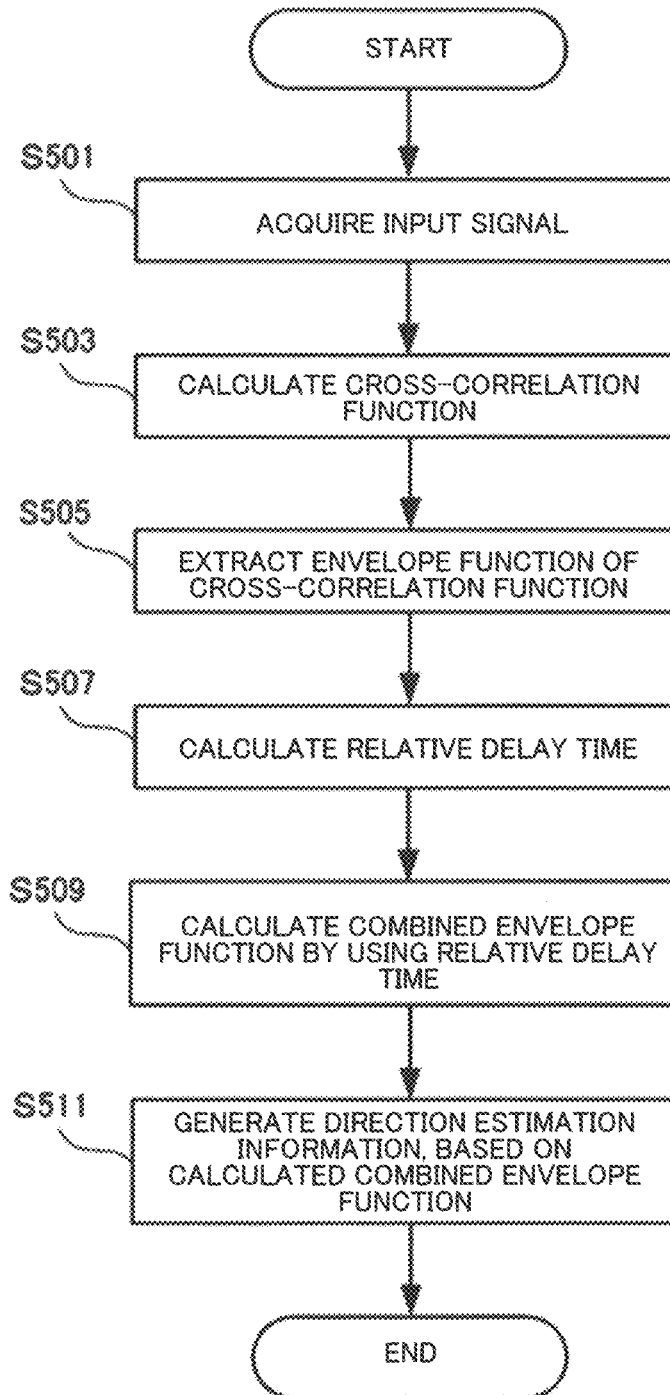 START
S501
ACQUIRE INPUT SIGNAL
S503
CALCULATE CROSS-CORRELATION
FUNCTION
S505
EXTRACT ENVELOPE FUNCTION OF
CROSS-CORRELATION FUNCTION
S507
CALCULATE RELATIVE DELAY TIME
S509
CALCULATE COMBINED ENVELOPE
FUNCTION BY USING RELATIVE DELAY
TIME
S511
GENERATE DIRECTION ESTIMATION
INFORMATION, BASED ON
CALCULATED COMBINED ENVELOPE
FUNCTION
END